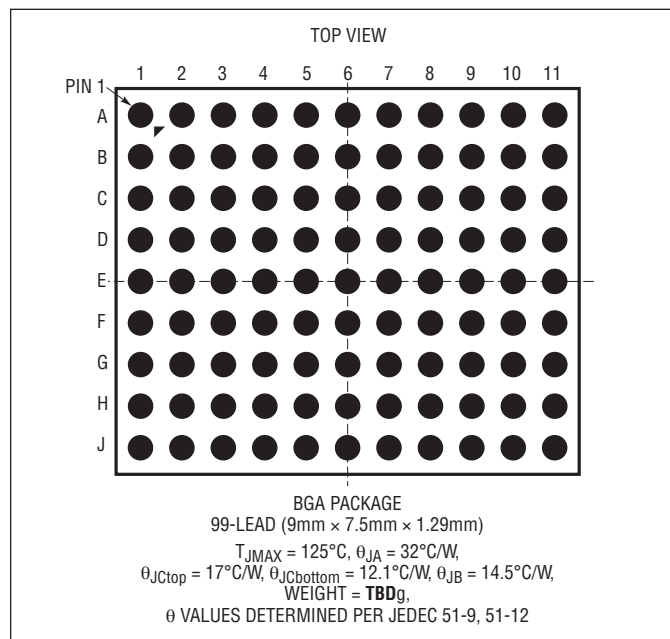 TOP VIEW
1 2 3 4 5 6 7 8 9 10 11
PIN 1
A
B
C
D
E
F
G
H
J
BGA PACKAGE
99-LEAD (9mm × 7.5mm × 1.29mm)
TJMAX = 125°C, θJA = 32°C/W,
θJCtop = 17°C/W, θJCbottom = 12.1°C/W, θJB = 14.5°C/W,
WEIGHT = TBDg,
θ VALUES DETERMINED PER JEDEC 51-9, 51-12